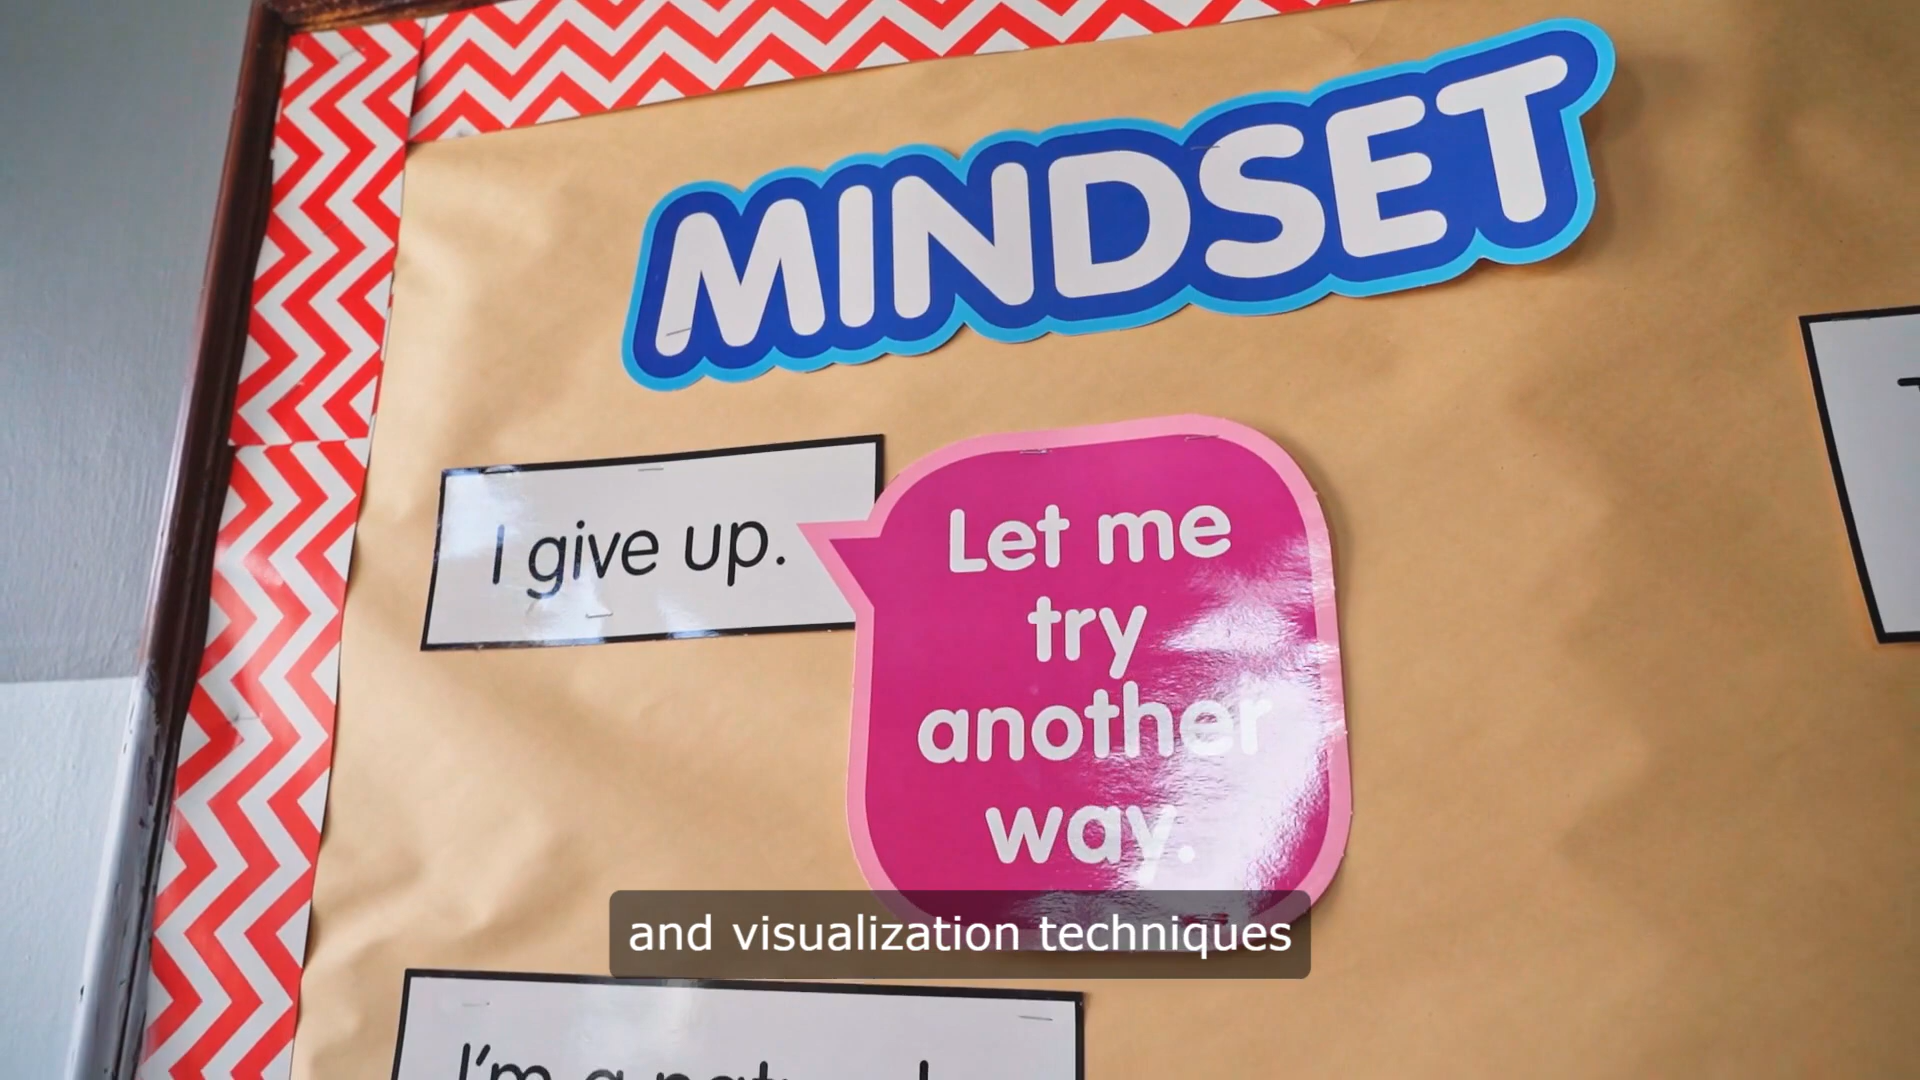 MINDSET
I give up.
Let me
try
another
way.
and visualization techniques
I'm a